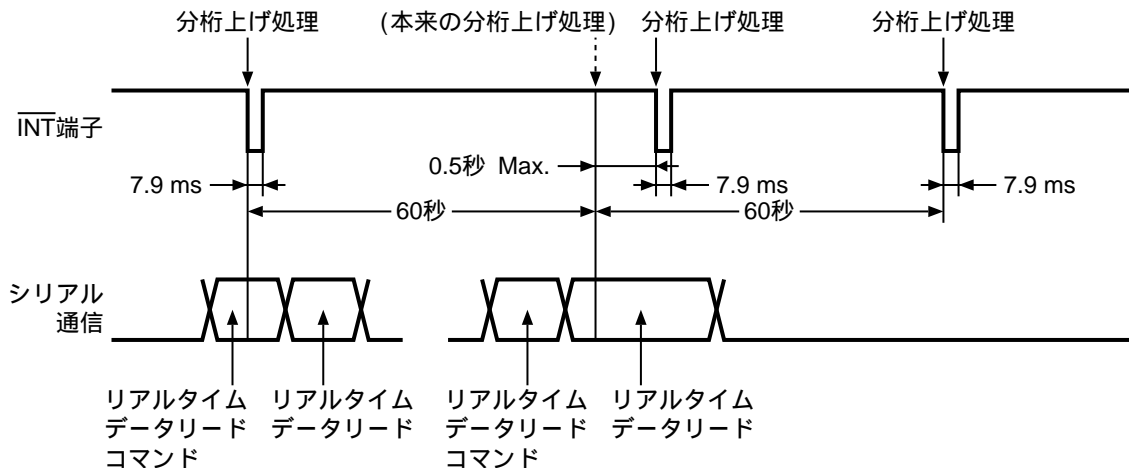 分桁上げ処理
(本来の分桁上げ処理)
分桁上げ処理
分桁上げ処理
INT端子
0.5秒 Max.
7.9 ms
7.9 ms
7.9 ms
60秒
60秒
シリアル
通信
リアルタイム
データリード
コマンド
リアルタイム
データリード
リアルタイム
データリード
コマンド
リアルタイム
データリード